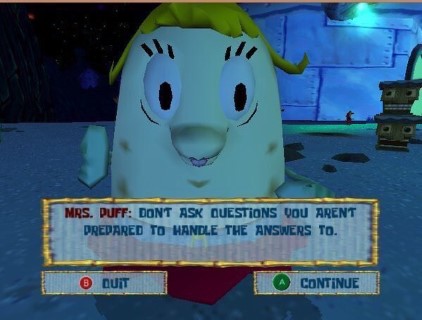 MRS. PUFF: DONT ASK QUESTIONS YOU ARENT
PREPARED TO HANDLE THE ANSWERS TO.
B QUIT
A CONTINUE